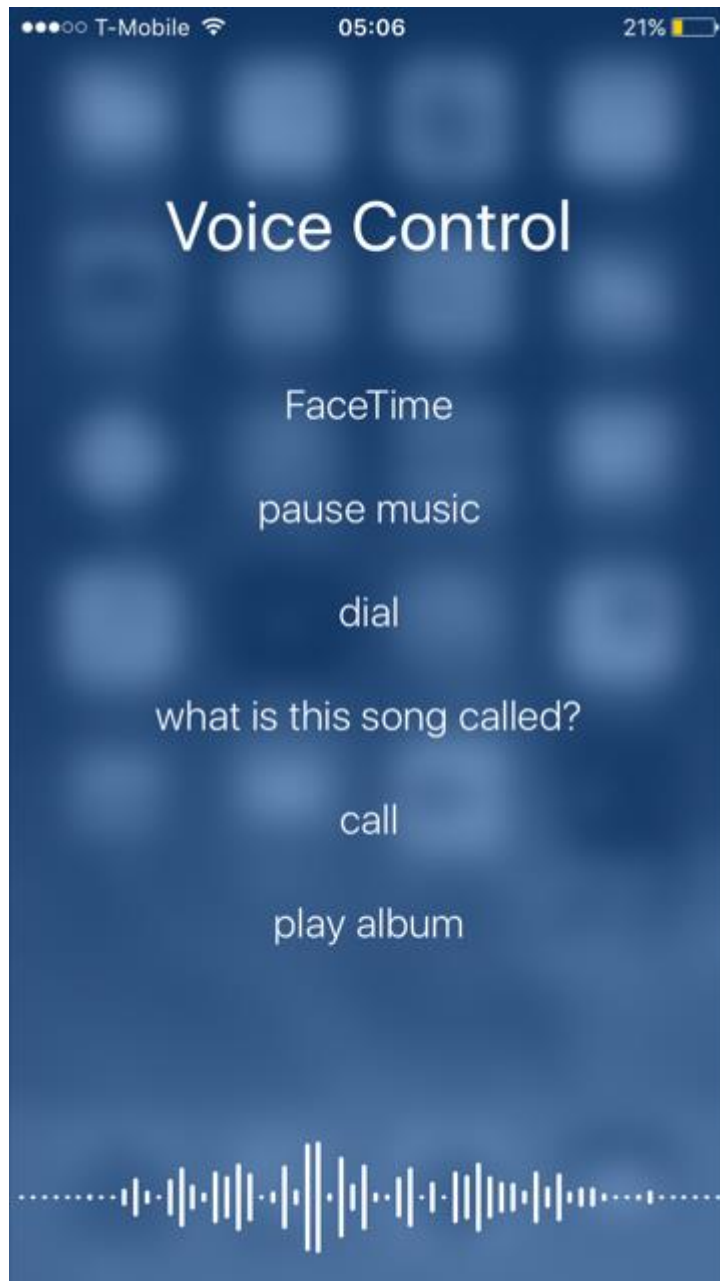 T-Mobile 05:06 21%
Voice Control
FaceTime
pause music
dial
what is this song called?
call
play album